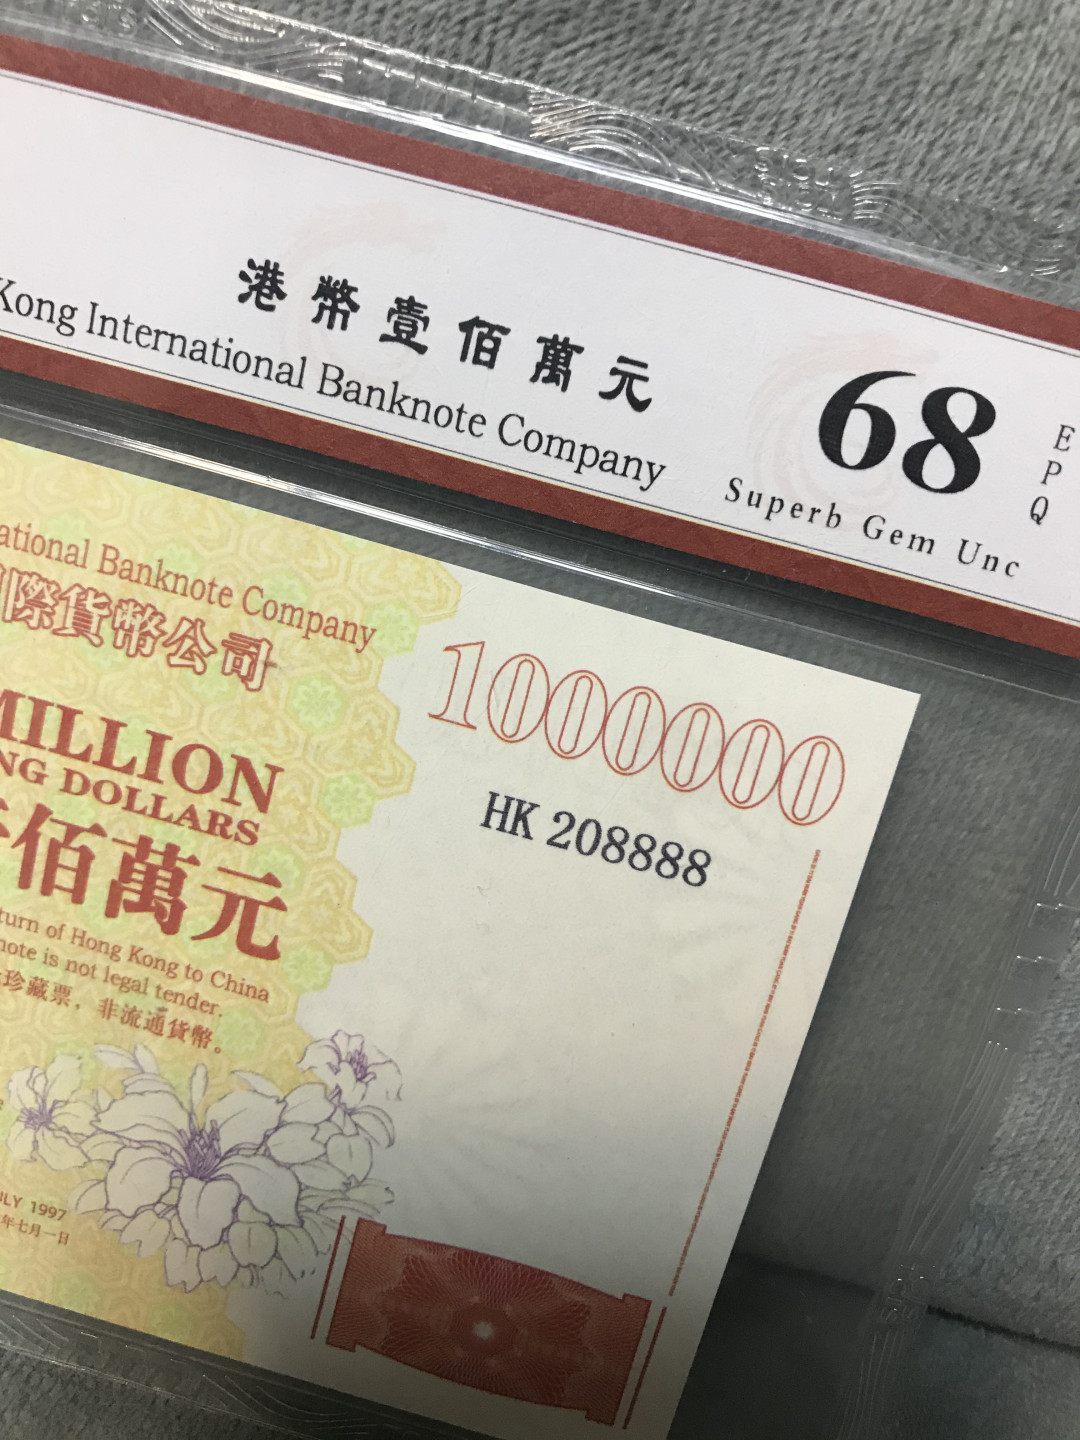 港幣壹佰萬元
Kong International Banknote Company
68
EPQ
Superb Gem Unc
ational Banknote Company
際貨幣公司
1000000
HK 208888
MILLION
NG DOLLARS
佰萬元
turn of Hong Kong to China
note is not legal tender.
珍藏票，非流通貨幣。
LY 1997
年七月一日